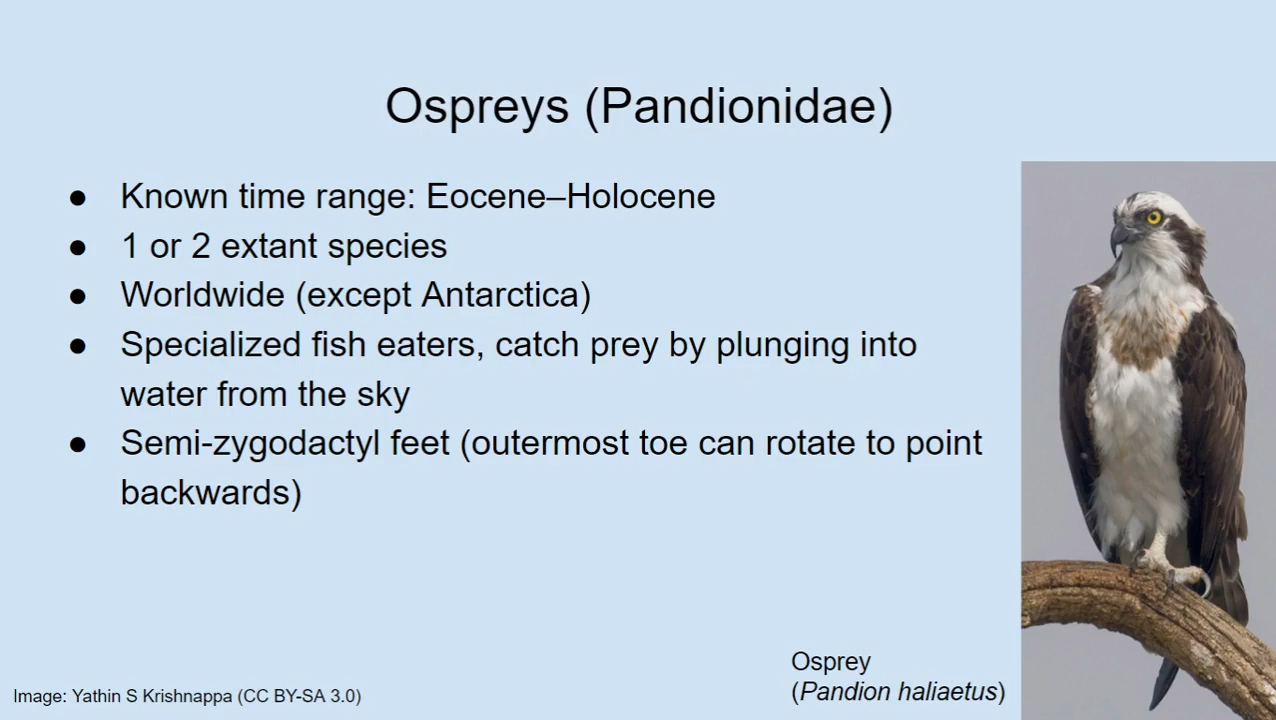 Ospreys (Pandionidae)
● Known time range: Eocene–Holocene
● 1 or 2 extant species
● Worldwide (except Antarctica)
● Specialized fish eaters, catch prey by plunging into
water from the sky
● Semi-zygodactyl feet (outermost toe can rotate to point
backwards)
Osprey
(Pandion haliaetus)
Image: Yathin S Krishnappa (CC BY-SA 3.0)